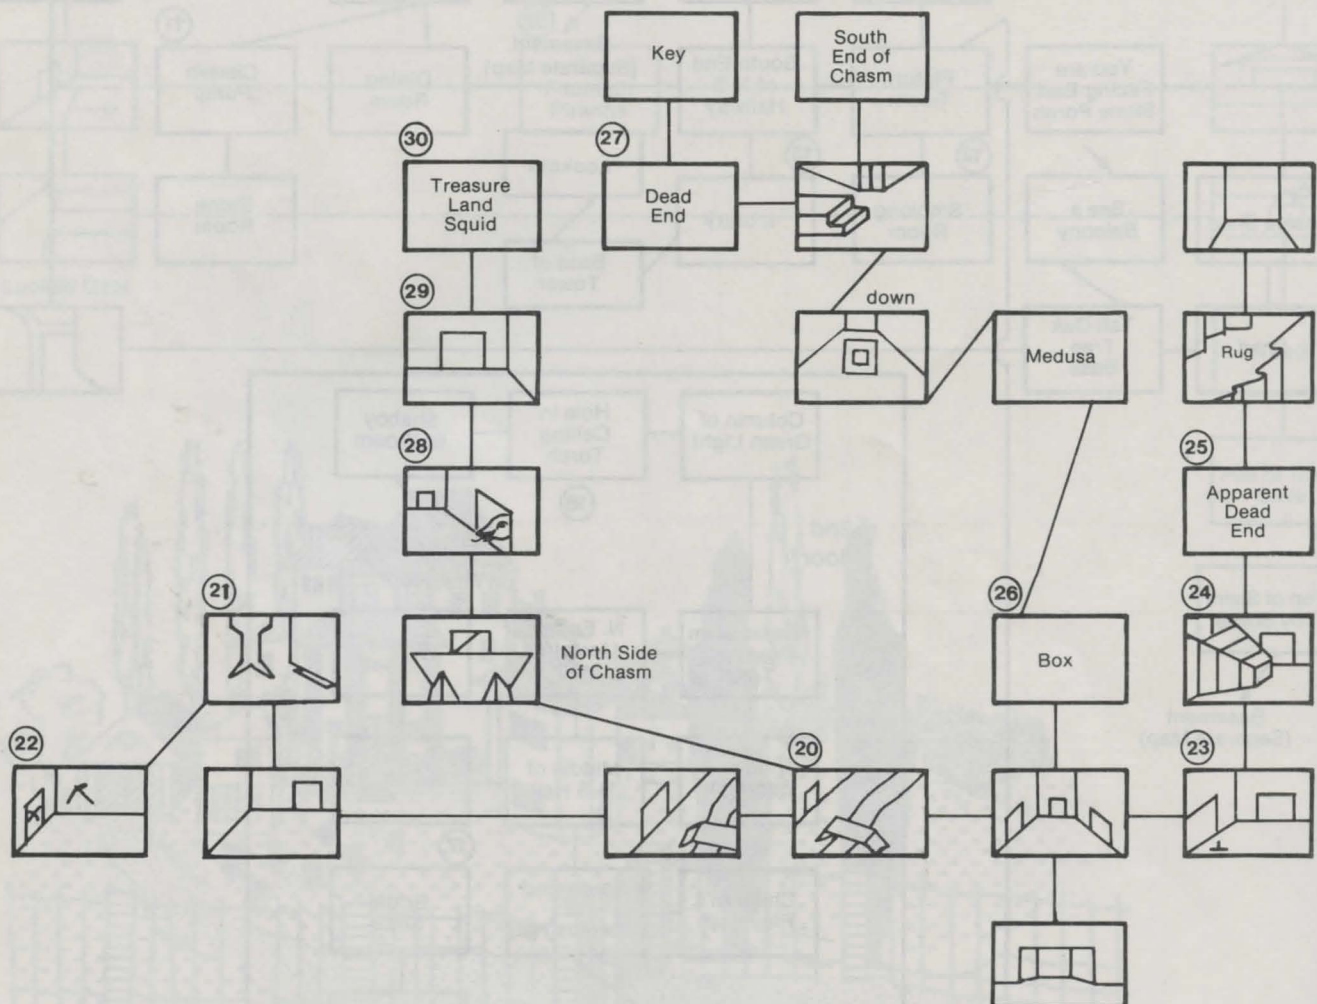 Key
South
End of
Chasm
30
Treasure
Land
Squid
27
Dead
End
29
down
Medusa
Rug
28
25
Apparent
Dead
End
21
North Side
of Chasm
26
Box
24
22
20
23